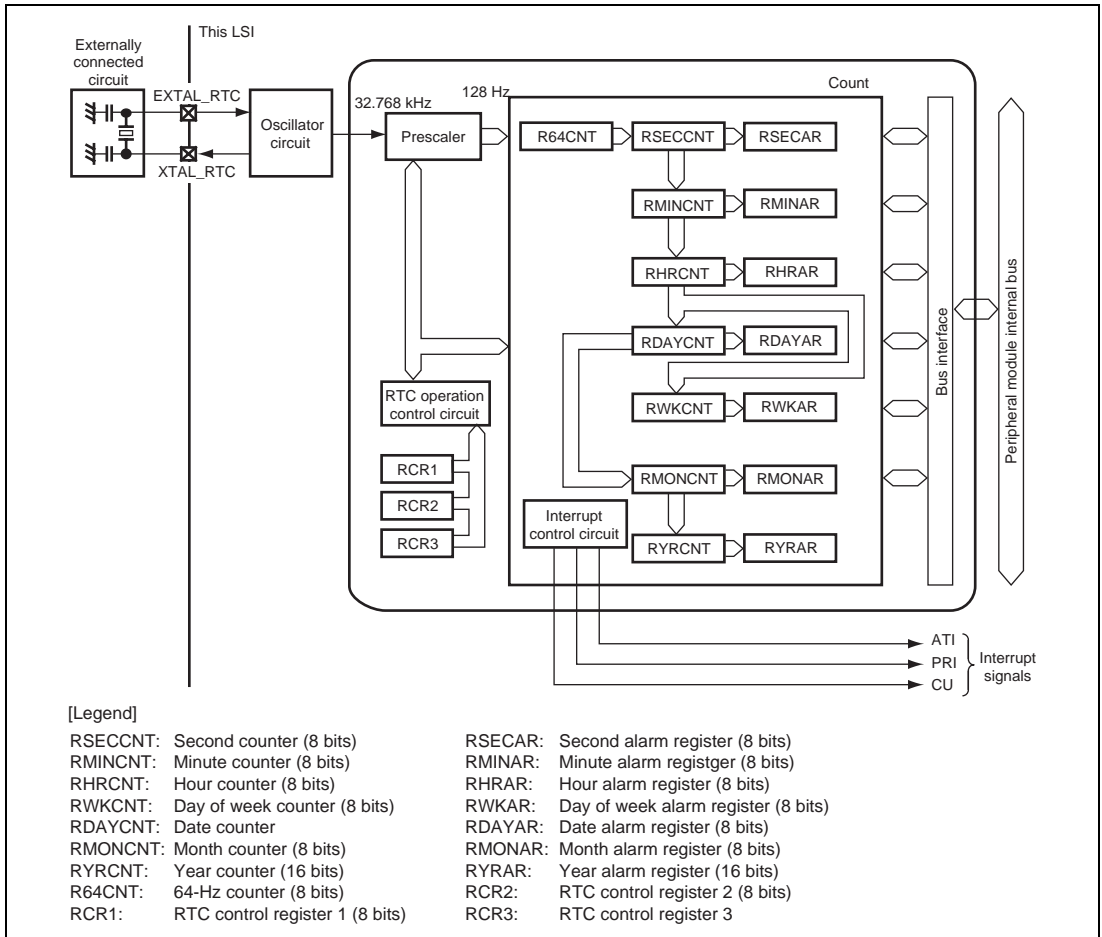 This LSI
Externally
connected
circuit
EXTAL_RTC
XTAL_RTC
Oscillator
circuit
32.768 kHz
Prescaler
128 Hz
Count
R64CNT
RSECCNT
RSECAR
RMINCNT
RMINAR
RHRCNT
RHRAR
RDAYCNT
RDAYAR
RWKCNT
RWKAR
RMONCNT
RMONAR
RYRCNT
RYRAR
RTC operation
control circuit
RCR1
RCR2
RCR3
Interrupt
control circuit
Bus interface
Peripheral module internal bus
ATI
PRI
CU
Interrupt
signals
[Legend]
RSECCNT: Second counter (8 bits)
RMINCNT: Minute counter (8 bits)
RHRCNT: Hour counter (8 bits)
RWKCNT: Day of week counter (8 bits)
RDAYCNT: Date counter
RMONCNT: Month counter (8 bits)
RYRCNT: Year counter (16 bits)
R64CNT: 64-Hz counter (8 bits)
RCR1: RTC control register 1 (8 bits)
RSECAR: Second alarm register (8 bits)
RMINAR: Minute alarm registger (8 bits)
RHRAR: Hour alarm register (8 bits)
RWKAR: Day of week alarm register (8 bits)
RDAYAR: Date alarm register (8 bits)
RMONAR: Month alarm register (8 bits)
RYRAR: Year alarm register (16 bits)
RCR2: RTC control register 2 (8 bits)
RCR3: RTC control register 3